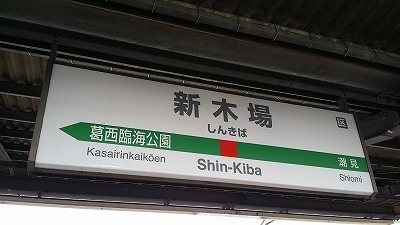 新木場
区
しんきば
葛西臨海公園
潮見
Kasairinkaikōen
Shin-Kiba
Shiomi